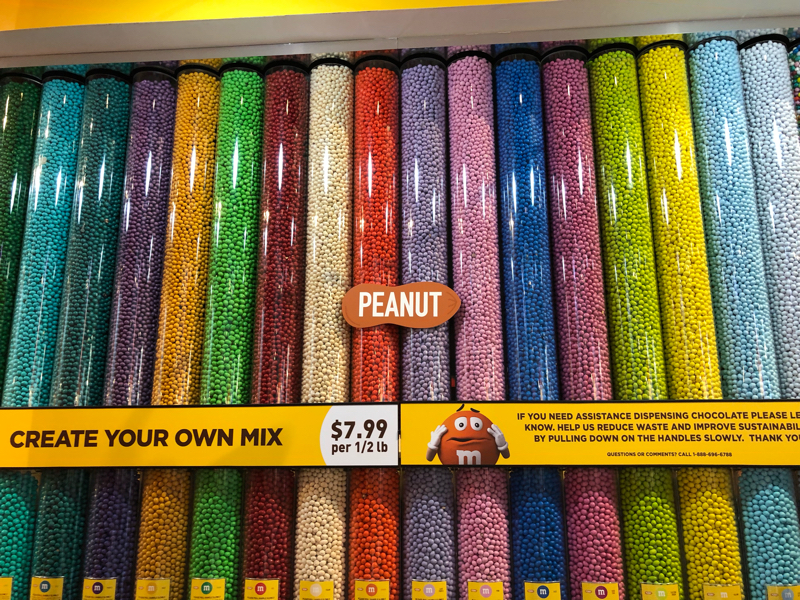 PEANUT
CREATE YOUR OWN MIX
$7.99
per 1/2 lb
m
IF YOU NEED ASSISTANCE DISPENSING CHOCOLATE PLEASE LE
KNOW. HELP US REDUCE WASTE AND IMPROVE SUSTAINABIL
BY PULLING DOWN ON THE HANDLES SLOWLY. THANK YOU
QUESTIONS OR COMMENTS? CALL 1-888-696-6788
m m m m m m m m m m m m m